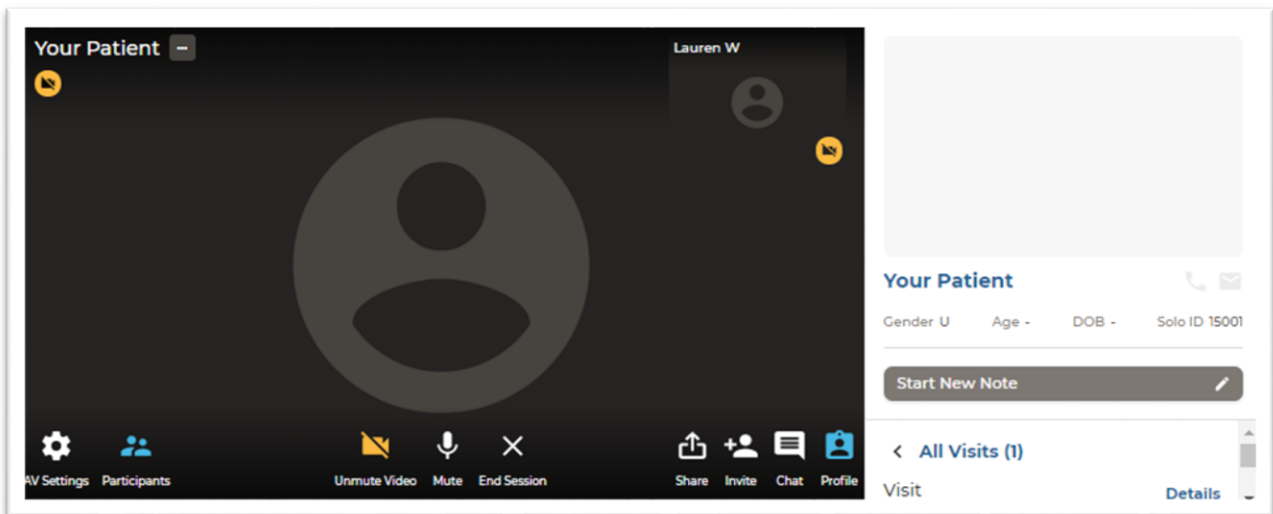 Your Patient
Lauren W
AV Settings Participants Unmute Video Mute End Session Share Invite Chat Profile
Your Patient
Gender U Age - DOB - Solo ID 15001
Start New Note
All Visits (1)
Visit Details